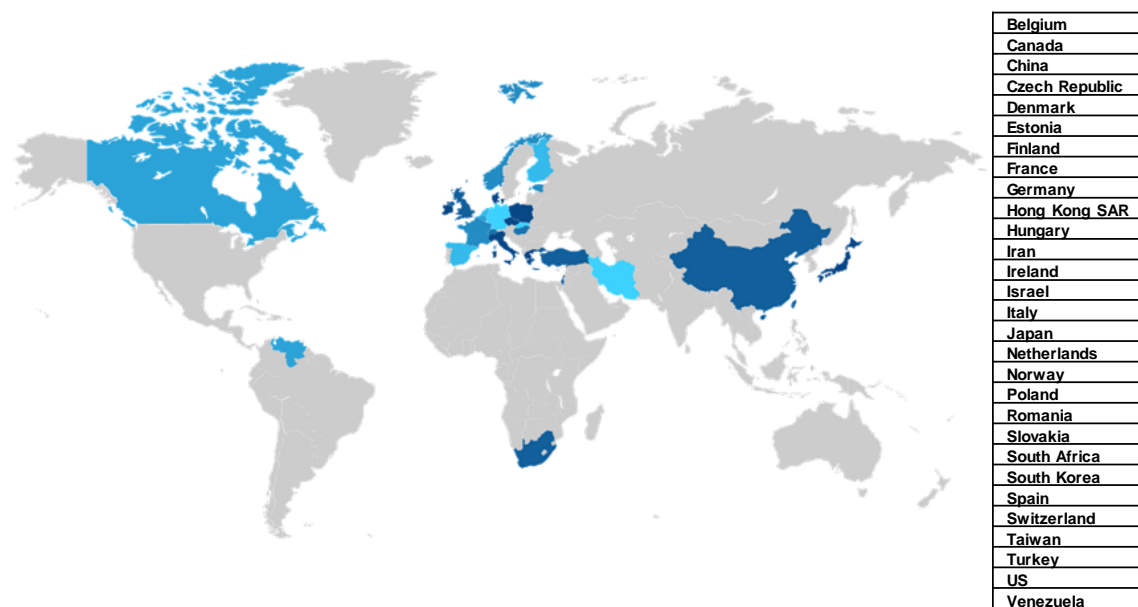 Belgium
Canada
China
Czech Republic
Denmark
Estonia
Finland
France
Germany
Hong Kong SAR
Hungary
Iran
Ireland
Israel
Italy
Japan
Netherlands
Norway
Poland
Romania
Slovakia
South Africa
South Korea
Spain
Switzerland
Taiwan
Turkey
US
Venezuela